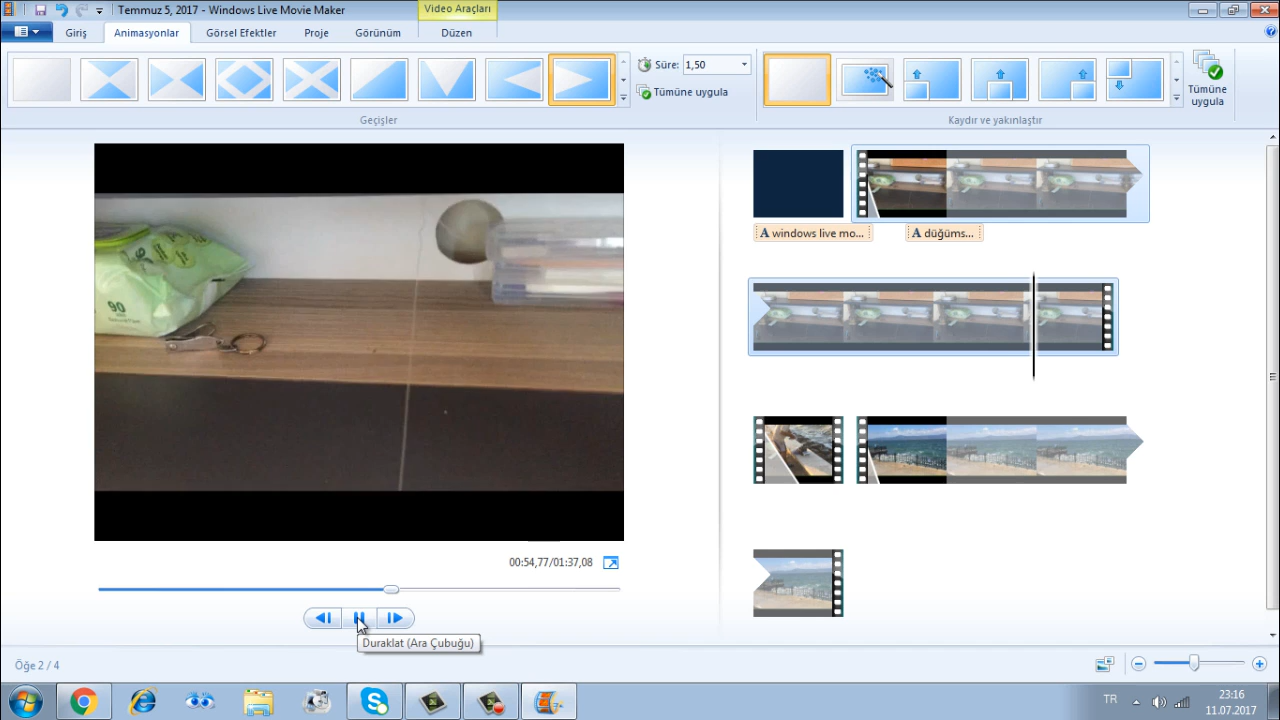 Temmuz 5, 2017 - Windows Live Movie Maker
Video Araçları
Giriş
Animasyonlar
Görsel Efektler
Proje
Görünüm
Düzen
Süre: 1,50
Tümüne uygula
Geçişler
Kaydır ve yakınlaştır
Tümüne
uygula
A windows live mo...
A düğüms...
90
00:54,77/01:37,08
Duraklat (Ara Çubuğu)
Öğe 2 / 4
TR
23:16
11.07.2017